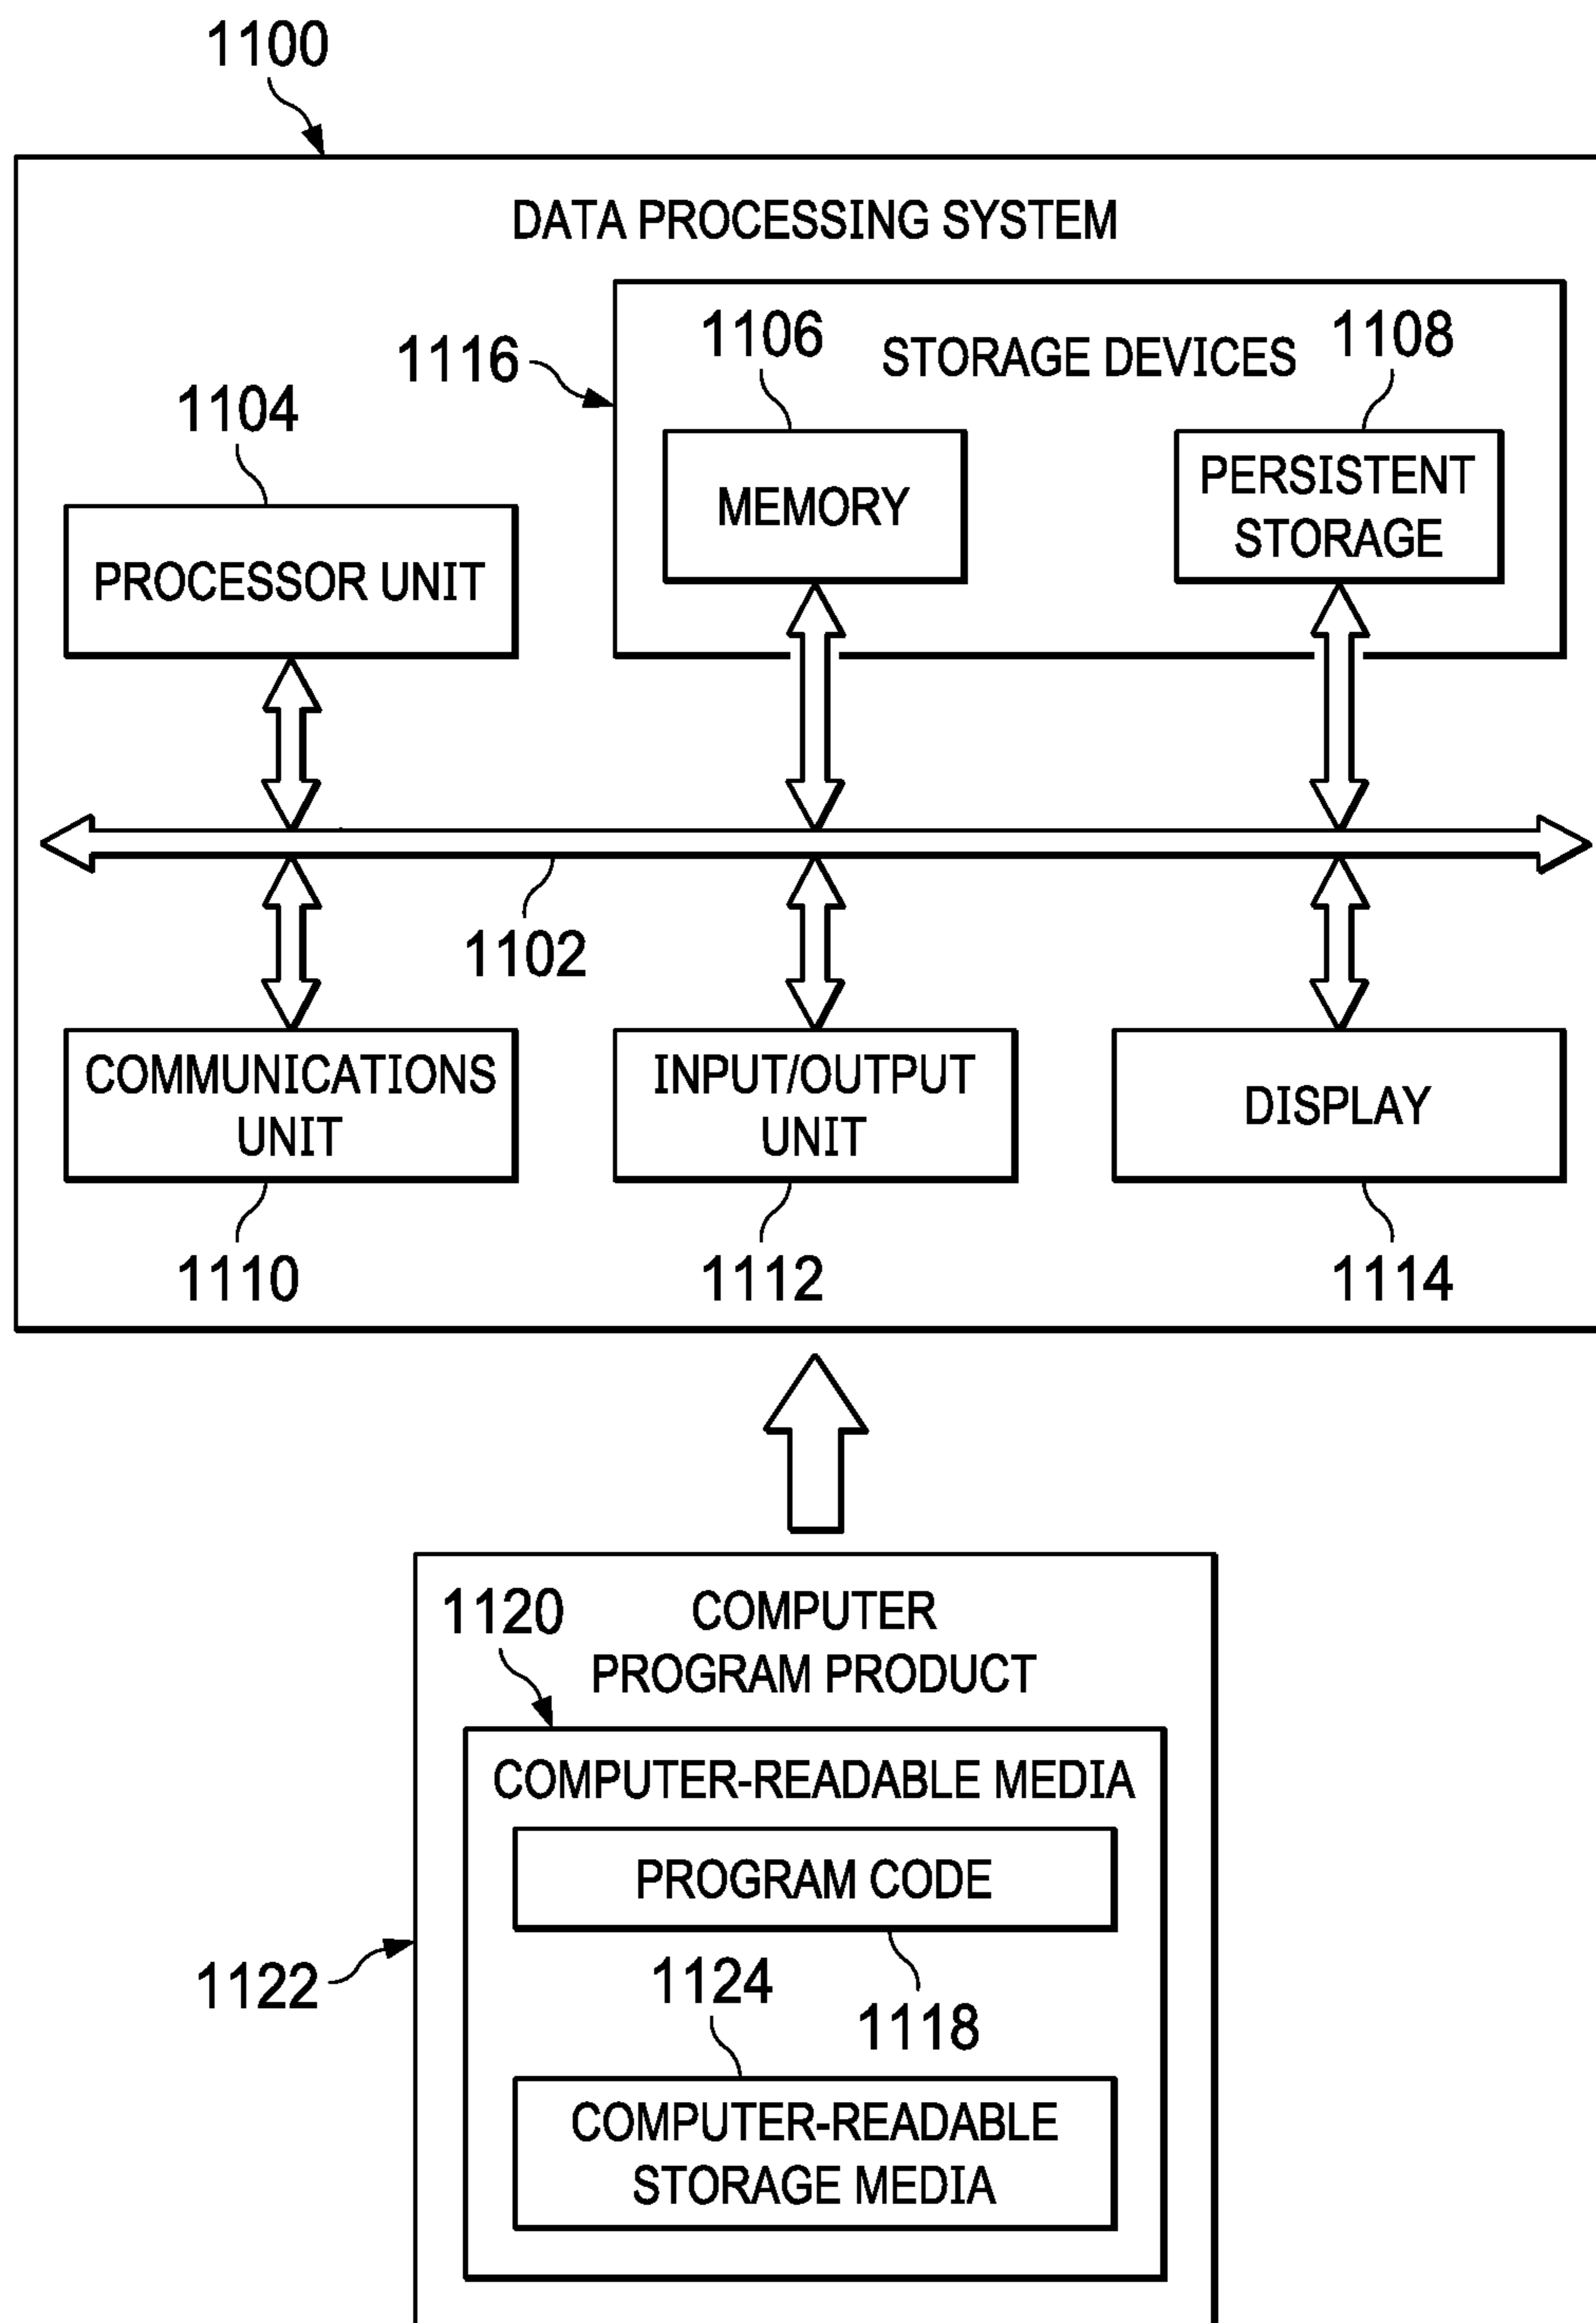 1100
DATA PROCESSING SYSTEM
1116
1106
STORAGE DEVICES
1108
1104
MEMORY
PERSISTENT
STORAGE
PROCESSOR UNIT
1102
COMMUNICATIONS
UNIT
INPUT/OUTPUT
UNIT
DISPLAY
1110
1112
1114
1120
COMPUTER
PROGRAM PRODUCT
COMPUTER-READABLE MEDIA
PROGRAM CODE
1122
1124
1118
COMPUTER-READABLE
STORAGE MEDIA